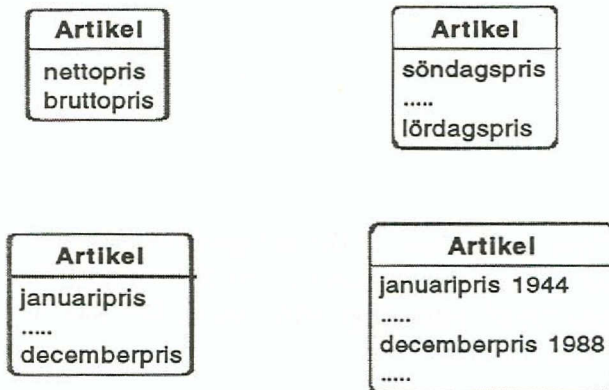 Artikel
nettopris
bruttopris
Artikel
söndagspris
.....
lördagspris
Artikel
januaripris
.....
decemberpris
Artikel
januaripris 1944
.....
decemberpris 1988
.....